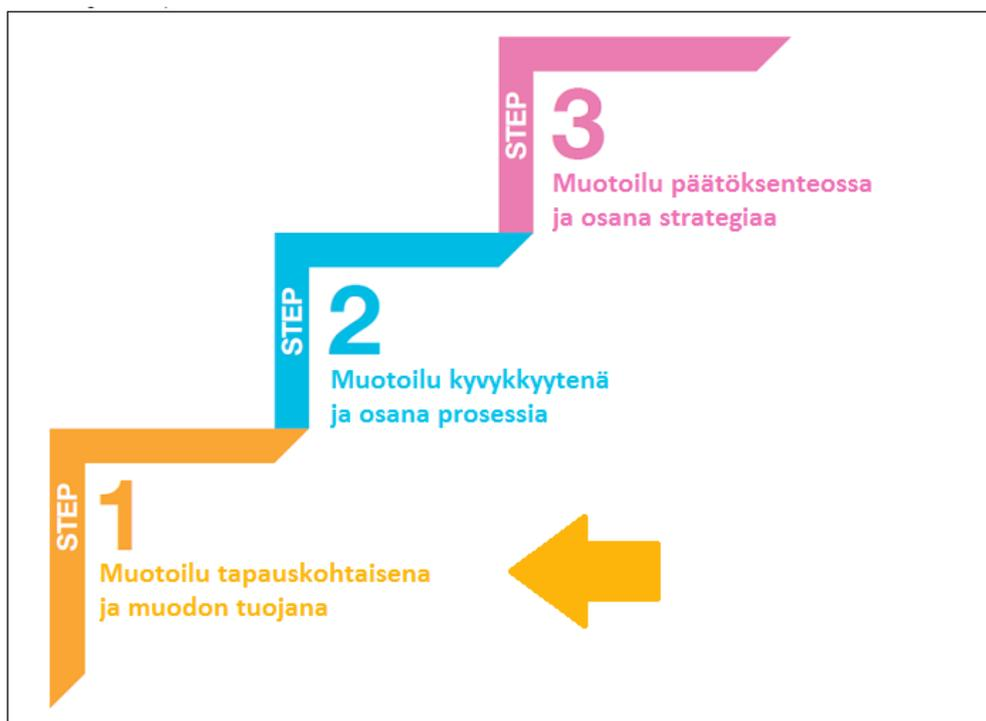 STEP
3
Muotoilu päätöksenteossa
ja osana strategiaa
STEP
2
Muotoilu kyvykkyytenä
ja osana prosessia
STEP
1
Muotoilu tapauskohtaisena
ja muodon tuojana